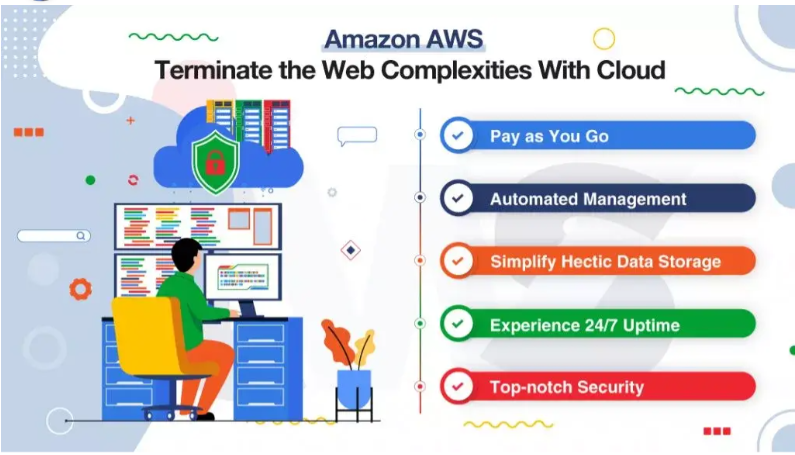 Amazon AWS
Terminate the Web Complexities With Cloud
Pay as You Go
Automated Management
Simplify Hectic Data Storage
Experience 24/7 Uptime
Top-notch Security